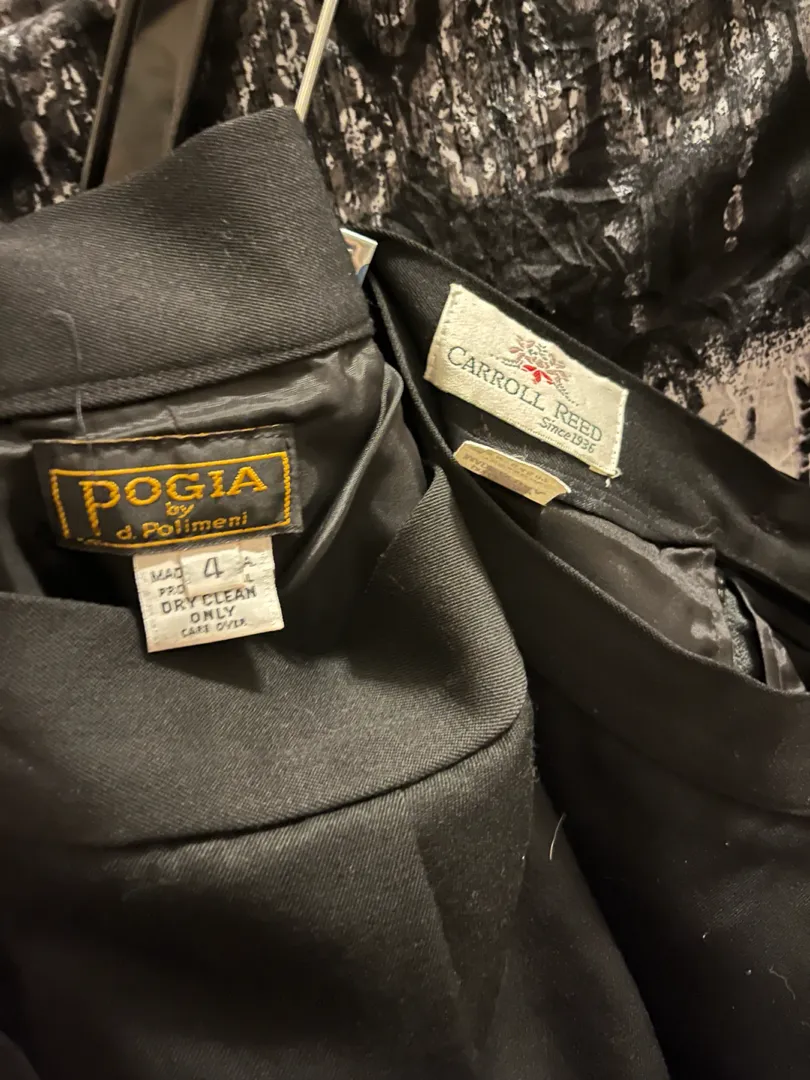 POGIA
by
d. Polimeni
4
DRY CLEAN
ONLY
CARE OVER
CARROLL REED
Since 1936